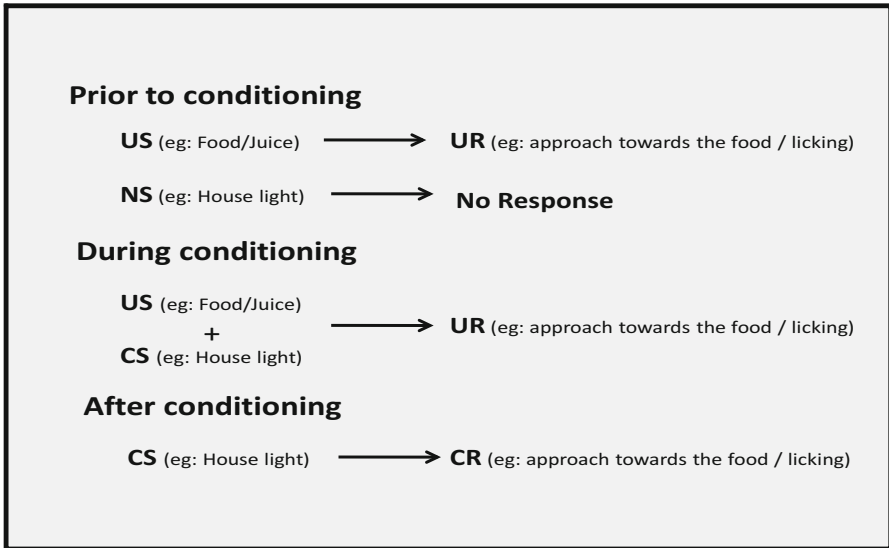 Prior to conditioning
US (eg: Food/Juice) UR (eg: approach towards the food / licking)
NS (eg: House light) No Response
During conditioning
US (eg: Food/Juice)
+ UR (eg: approach towards the food / licking)
CS (eg: House light)
After conditioning
CS (eg: House light) CR (eg: approach towards the food / licking)